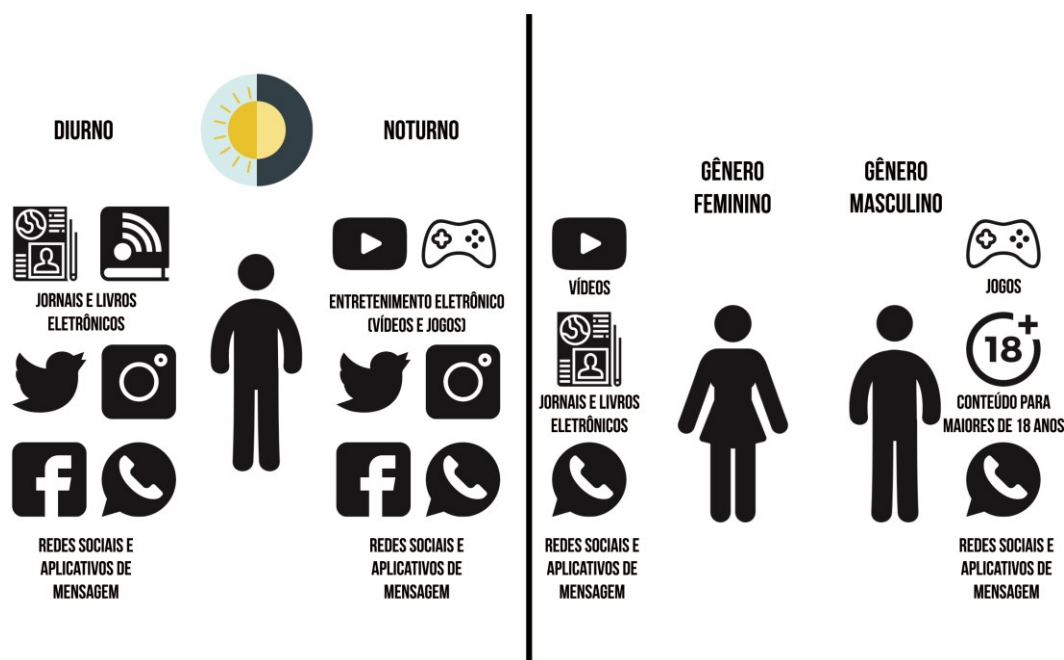 DIURNO
NOTURNO
JORNAIS E LIVROS
ELETRÔNICOS
ENTRETENIMENTO ELETRÔNICO
(VÍDEOS E JOGOS)
REDES SOCIAIS E
APLICATIVOS DE
MENSAGEM
REDES SOCIAIS E
APLICATIVOS DE
MENSAGEM
GÊNERO
FEMININO
GÊNERO
MASCULINO
VÍDEOS
JORNAIS E LIVROS
ELETRÔNICOS
REDES SOCIAIS E
APLICATIVOS DE
MENSAGEM
JOGOS
18+
CONTEÚDO PARA
MAIORES DE 18 ANOS
REDES SOCIAIS E
APLICATIVOS DE
MENSAGEM